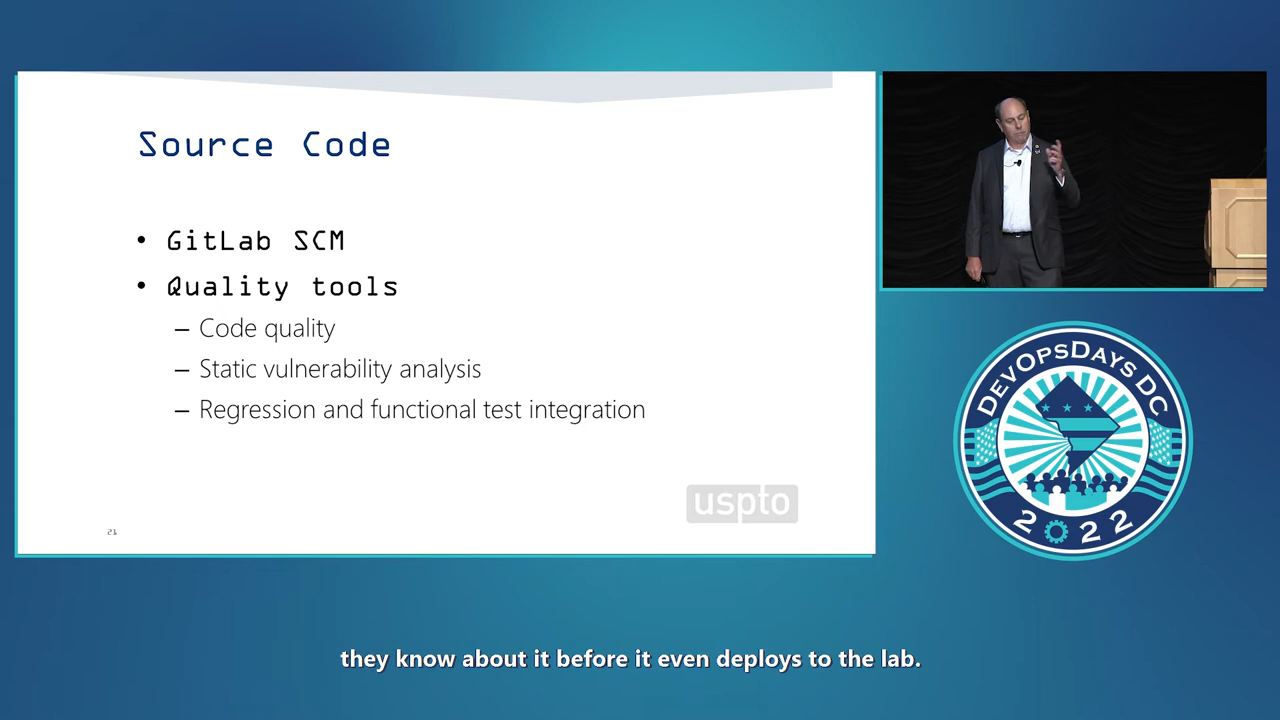 Source Code
• GitLab SCM
• Quality tools
– Code quality
– Static vulnerability analysis
– Regression and functional test integration
uspto
21
DEVOPSDAYS DC
2022
they know about it before it even deploys to the lab.